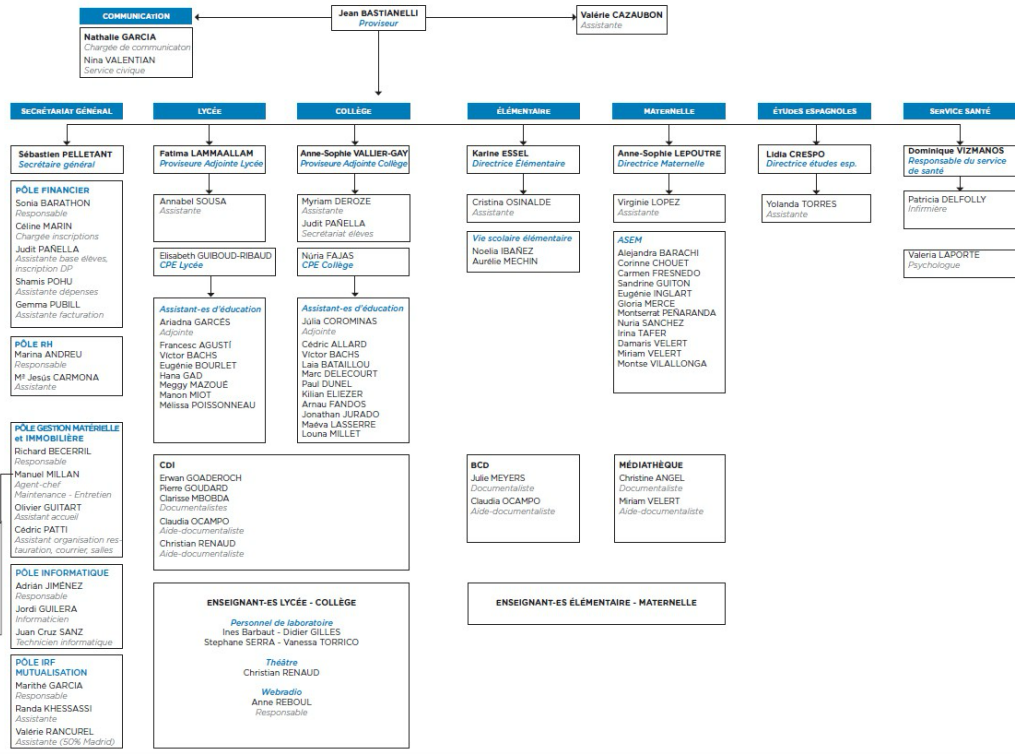 COMMUNICATION
Nathalie GARCIA
Chargée de communicaton
Nina VALENTIAN
Service civique
Jean BASTIANELLI
Proviseur
Valérie CAZAUBON
Assistante
SECRÉTARIAT GÉNÉRAL
Sébastien PELLETANT
Secrétaire général
PÔLE FINANCIER
Sonia BARATHON
Responsable
Céline MARIN
Chargée inscriptions
Judit PAÑELLA
Assistante base élèves,
inscription DP
Shamis POHU
Assistante dépenses
Gemma PUBILL
Assistante facturation
PÔLE RH
Marina ANDREU
Responsable
Mª Jesús CARMONA
Assistante
PÔLE GESTION MATÉRIELLE
et IMMOBILIÈRE
Richard BECERRIL
Responsable
Manuel MILLAN
Agent-chef
Maintenance - Entretien
Olivier GUITART
Assistant accueil
Cédric PATTI
Assistant organisation res-
tauration, courrier, salles
PÔLE INFORMATIQUE
Adrián JIMÉNEZ
Responsable
Jordi GUILERA
Informaticien
Juan Cruz SANZ
Technicien informatique
PÔLE IRF
MUTUALISATION
Marithé GARCIA
Responsable
Randa KHESSASSI
Assistante
Valérie RANCUREL
Assistante (50% Madrid)
LYCÉE
Fatima LAMMAALLAM
Proviseure Adjointe Lycée
Annabel SOUSA
Assistante
Elisabeth GUIBOUD-RIBAUD
CPE Lycée
Assistant-es d'éducation
Ariadna GARCÉS
Adjointe
Francesc AGUSTÍ
Víctor BACHS
Eugénie BOURLET
Hana GAD
Meggy MAZOUÉ
Manon MIOT
Mélissa POISSONNEAU
COLLÈGE
Anne-Sophie VALLIER-GAY
Proviseure Adjointe Collège
Myriam DEROZE
Assistante
Judit PAÑELLA
Secrétariat élèves
Núria FAJAS
CPE Collège
Assistant-es d'éducation
Júlia COROMINAS
Adjointe
Cédric ALLARD
Víctor BACHS
Laia BATAILLOU
Marc DELECOURT
Paul DUNEL
Kilian ELIEZER
Arnau FANDOS
Jonathan JURADO
Maéva LASSERRE
Louna MILLET
CDI
Erwan GOADEROCH
Pierre GOUDARD
Clarisse MBOBDA
Documentalistes
Claudia OCAMPO
Aide-documentaliste
Christian RENAUD
Aide-documentaliste
ENSEIGNANT-ES LYCÉE - COLLÈGE
Personnel de laboratoire
Ines Barbaut - Didier GILLES
Stephane SERRA - Vanessa TORRICO
Théâtre
Christian RENAUD
Webradio
Anne REBOUL
Responsable
ÉLÉMENTAIRE
Karine ESSEL
Directrice Élémentaire
Cristina OSINALDE
Assistante
Vie scolaire élémentaire
Noelia IBAÑEZ
Aurélie MECHIN
BCD
Julie MEYERS
Documentaliste
Claudia OCAMPO
Aide-documentaliste
MATERNELLE
Anne-Sophie LEPOUTRE
Directrice Maternelle
Virginie LOPEZ
Assistante
ASEM
Alejandra BARACHI
Corinne CHOUET
Carmen FRESNEDO
Sandrine GUITON
Eugénie INGLART
Gloria MERCE
Montserrat PEÑARANDA
Nuria SANCHEZ
Irina TAFER
Damaris VELERT
Miriam VELERT
Montse VILALLONGA
MÉDIATHÈQUE
Christine ANGEL
Documentaliste
Miriam VELERT
Aide-documentaliste
ENSEIGNANT-ES ÉLÉMENTAIRE - MATERNELLE
ÉTUDES ESPAGNOLES
Lidia CRESPO
Directrice études esp.
Yolanda TORRES
Assistante
SERVICE SANTÉ
Dominique VIZMANOS
Responsable du service
de santé
Patricia DELFOLLY
Infirmière
Valeria LAPORTE
Psychologue